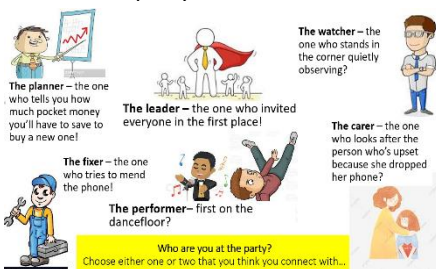 The planner – the one
who tells you how
much pocket money
you'll have to save to
buy a new one!
The leader – the one who invited
everyone in the first place!
The watcher – the
one who stands in
the corner quietly
observing?
The carer – the one
who looks after the
person who's upset
because she dropped
her phone?
The fixer – the one
who tries to mend
the phone!
The performer– first on the
dancefloor?
Who are you at the party?
Choose either one or two that you think you connect with...